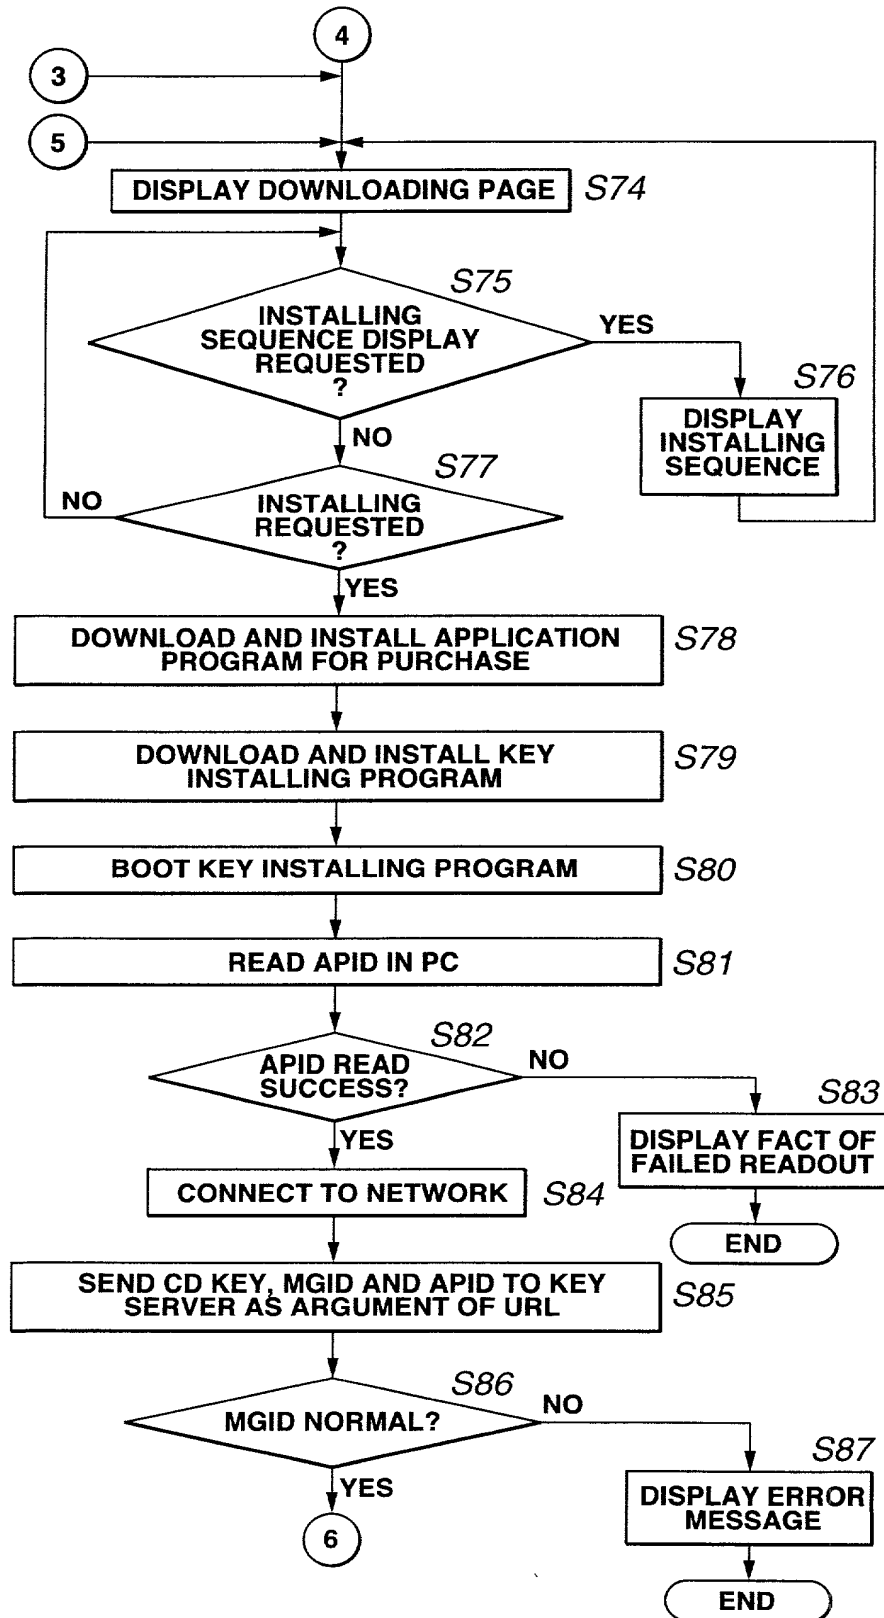 4
3
5
DISPLAY DOWNLOADING PAGE
S74
S75
INSTALLING
SEQUENCE DISPLAY
REQUESTED
?
YES
S76
DISPLAY
INSTALLING
SEQUENCE
NO
S77
NO
INSTALLING
REQUESTED
?
YES
DOWNLOAD AND INSTALL APPLICATION
PROGRAM FOR PURCHASE
S78
DOWNLOAD AND INSTALL KEY
INSTALLING PROGRAM
S79
BOOT KEY INSTALLING PROGRAM
S80
READ APID IN PC
S81
S82
APID READ
SUCCESS?
NO
S83
DISPLAY FACT OF
FAILED READOUT
END
YES
CONNECT TO NETWORK
S84
SEND CD KEY, MGID AND APID TO KEY
SERVER AS ARGUMENT OF URL
S85
S86
MGID NORMAL?
NO
S87
DISPLAY ERROR
MESSAGE
END
YES
6